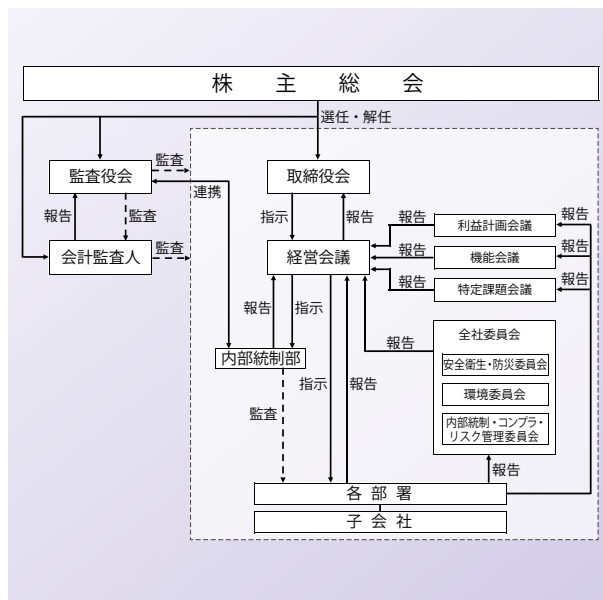 株主総会
選任・解任
監査役会
監査
取締役会
連携
報告
監査
指示
報告
報告
利益計画会議
報告
会計監査人
監査
経営会議
報告
機能会議
報告
報告
特定課題会議
報告
報告
指示
全社委員会
報告
内部統制部
安全衛生・防災委員会
指示
報告
環境委員会
監査
内部統制・コンプラ・
リスク管理委員会
報告
各部署
子会社